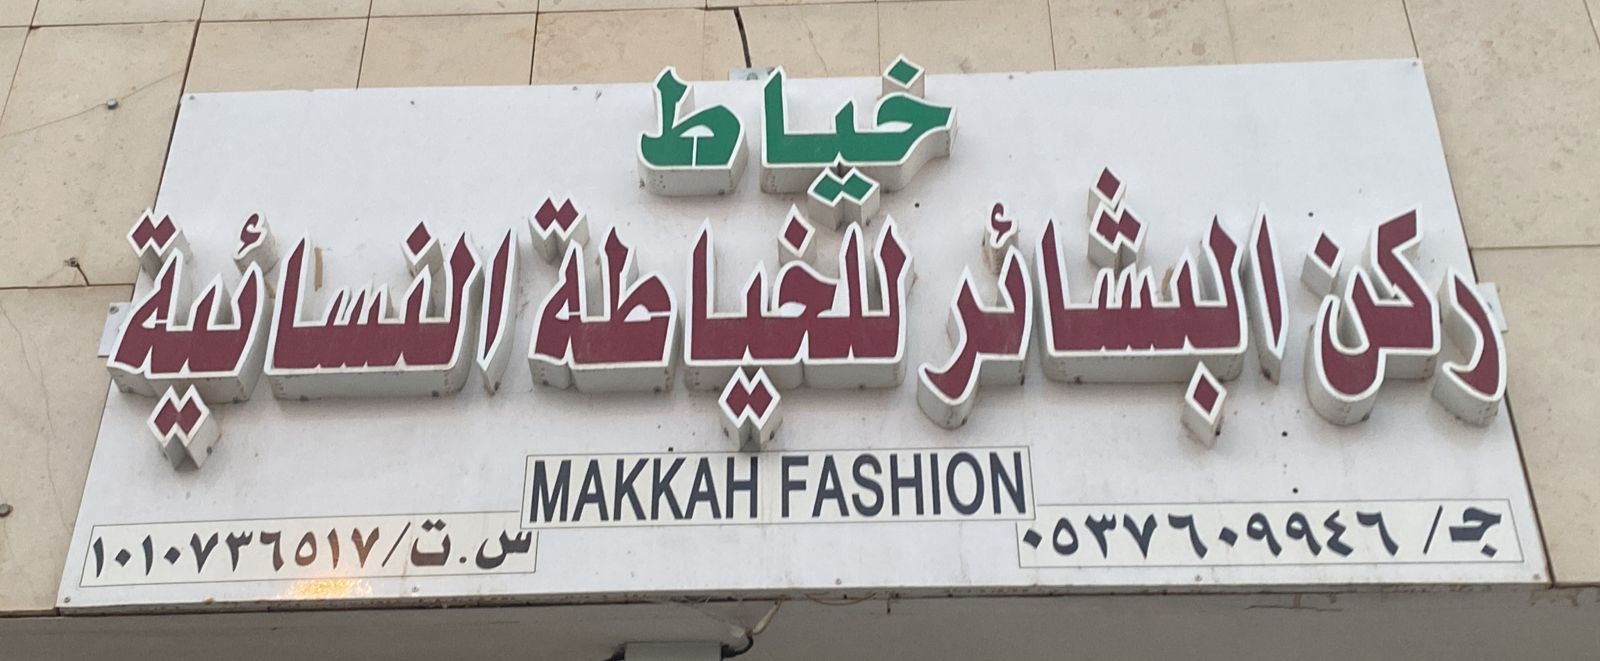 خياط
ركن البشائر للخياطة النسائية
MAKKAH FASHION
ج/ ٠٥٣٧٦٠٩٩٤٦
س.ت/ ١٠١٠٧٣٦٥١٧